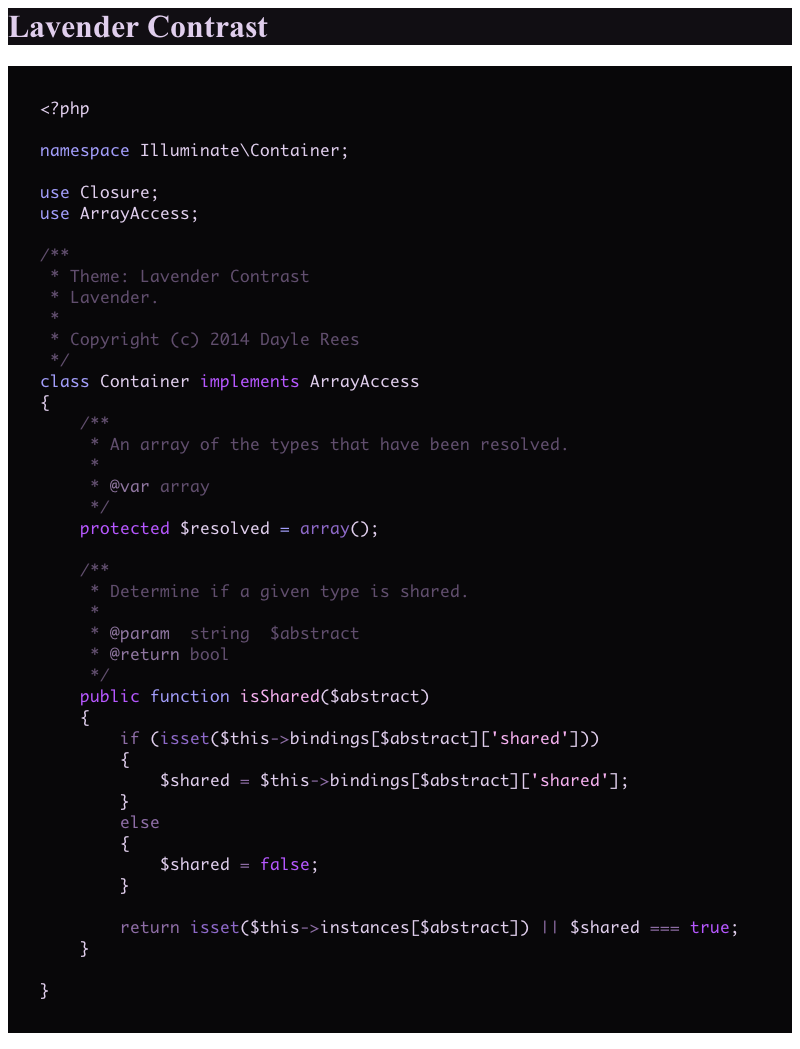 Lavender Contrast
<?php
namespace Illuminate\Container;
use Closure;
use ArrayAccess;
/**
 * Theme: Lavender Contrast
 * Lavender.
 *
 * Copyright (c) 2014 Dayle Rees
 */
class Container implements ArrayAccess
{
    /**
     * An array of the types that have been resolved.
     *
     * @var array
     */
    protected $resolved = array();
    /**
     * Determine if a given type is shared.
     *
     * @param  string  $abstract
     * @return bool
     */
    public function isShared($abstract)
    {
        if (isset($this->bindings[$abstract]['shared']))
        {
            $shared = $this->bindings[$abstract]['shared'];
        }
        else
        {
            $shared = false;
        }
        return isset($this->instances[$abstract]) || $shared === true;
    }
}